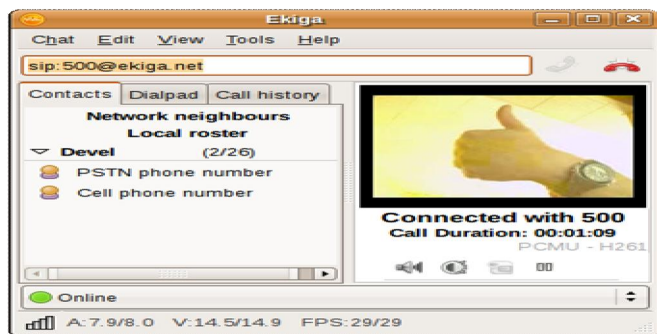 Ekiga
Chat Edit View Tools Help
sip:500@ekiga.net
Contacts Dialpad Call history
Network neighbours
Local roster
Devel (2/26)
PSTN phone number
Cell phone number
Connected with 500
Call Duration: 00:01:09
PCMU - H261
Online
A:7.9/8.0 V:14.5/14.9 FPS:29/29